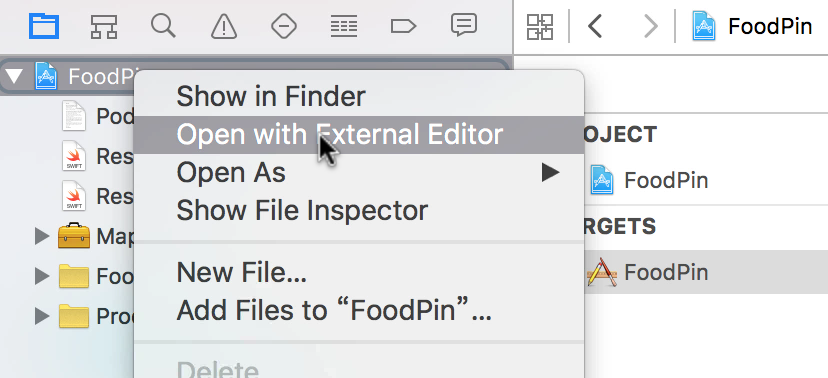 FoodPin
FoodPi
Show in Finder
Pod
Open with External Editor
OJECT
Res
SWIFT
Open As
FoodPin
Res
SWIFT
Show File Inspector
RGETS
Map
New File...
FoodPin
Foo
Add Files to “FoodPin”...
Pro
Delete